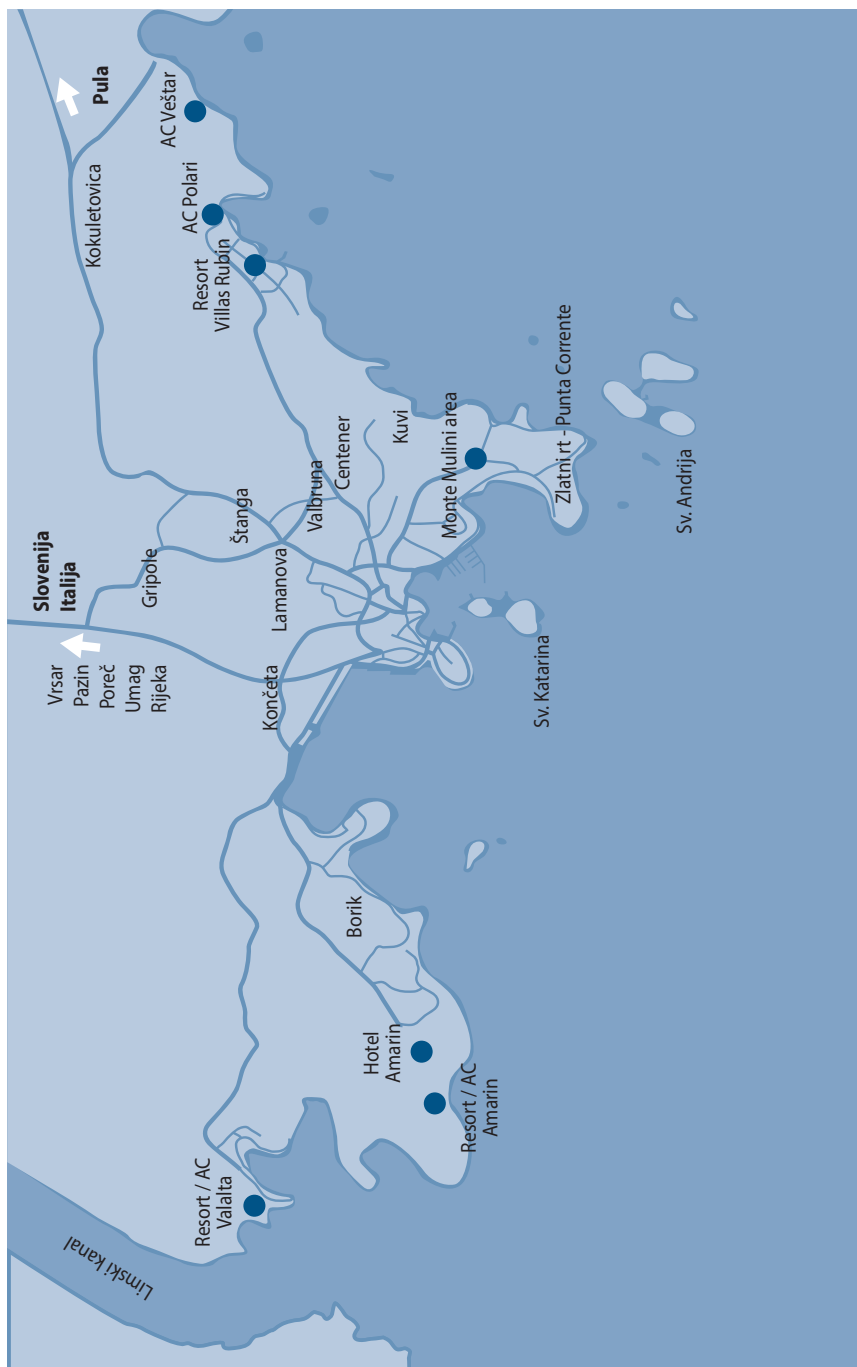 Limski kanal
Resort / AC
Valalta
Resort / AC
Amarin
Hotel
Amarin
Borik
Vrsar
Pazin
Poreč
Umag
Rijeka
Slovenija
Italija
Končeta
Gripole
Lamanova
Štanga
Valbruna
Centener
Kuvi
Monte Mulini area
Zlatni rt - Punta Corrente
Sv. Katarina
Sv. Andrija
Kokuletovica
Resort
Villas Rubin
AC Polari
AC Veštar
Pula